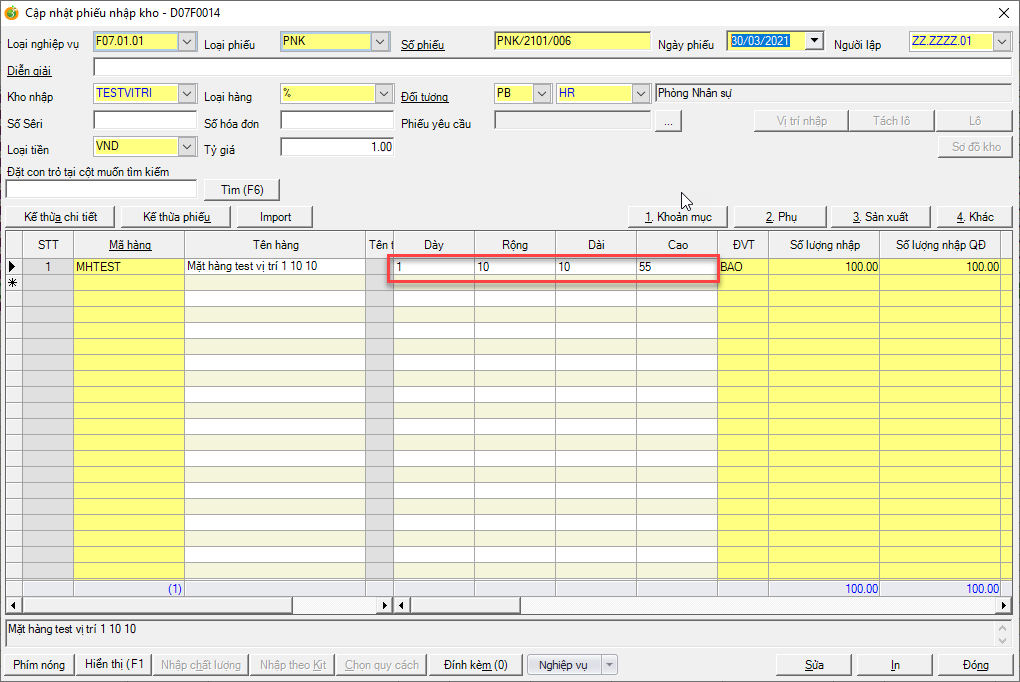 Cập nhật phiếu nhập kho - D07F0014
Loại nghiệp vụ F07.01.01 Loại phiếu PNK Số phiếu PNK/2101/006 Ngày phiếu 30/03/2021 Người lập ZZ.ZZZZ.01
Diễn giải
Kho nhập TESTVITRI Loại hàng % Đối tượng PB HR Phòng Nhân sự
Số Sêri Số hóa đơn Phiếu yêu cầu ... Vị trí nhập Tách lô Lô
Loại tiền VND Tỷ giá 1.00 Sơ đồ kho
Đặt con trỏ tại cột muốn tìm kiếm
Tìm (F6)
Kế thừa chi tiết Kế thừa phiếu Import 1. Khoản mục 2. Phụ 3. Sản xuất 4. Khác
STT Mã hàng Tên hàng Tên Dày Rộng Dài Cao ĐVT Số lượng nhập Số lượng nhập QĐ
1 MHTEST Mặt hàng test vị trí 1 10 10 1 10 10 55 BAO 100.00 100.00
(1) 100.00 100.00
Mặt hàng test vị trí 1 10 10
Phím nóng Hiển thị (F1 Nhập chất lượng Nhập theo Kit Chọn quy cách Đính kèm (0) Nghiệp vụ Sửa In Đóng